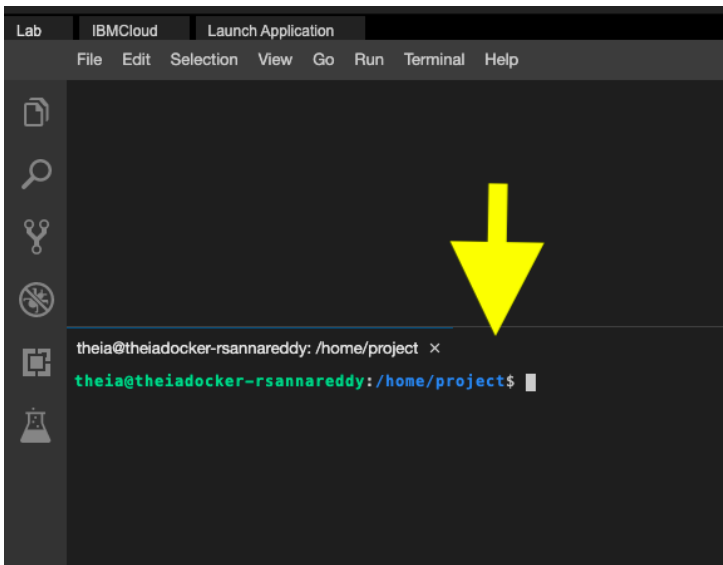 Lab IBMCloud Launch Application
File Edit Selection View Go Run Terminal Help
theia@theiadocker-rsannareddy: /home/project ×
theia@theiadocker-rsannareddy:/home/project$